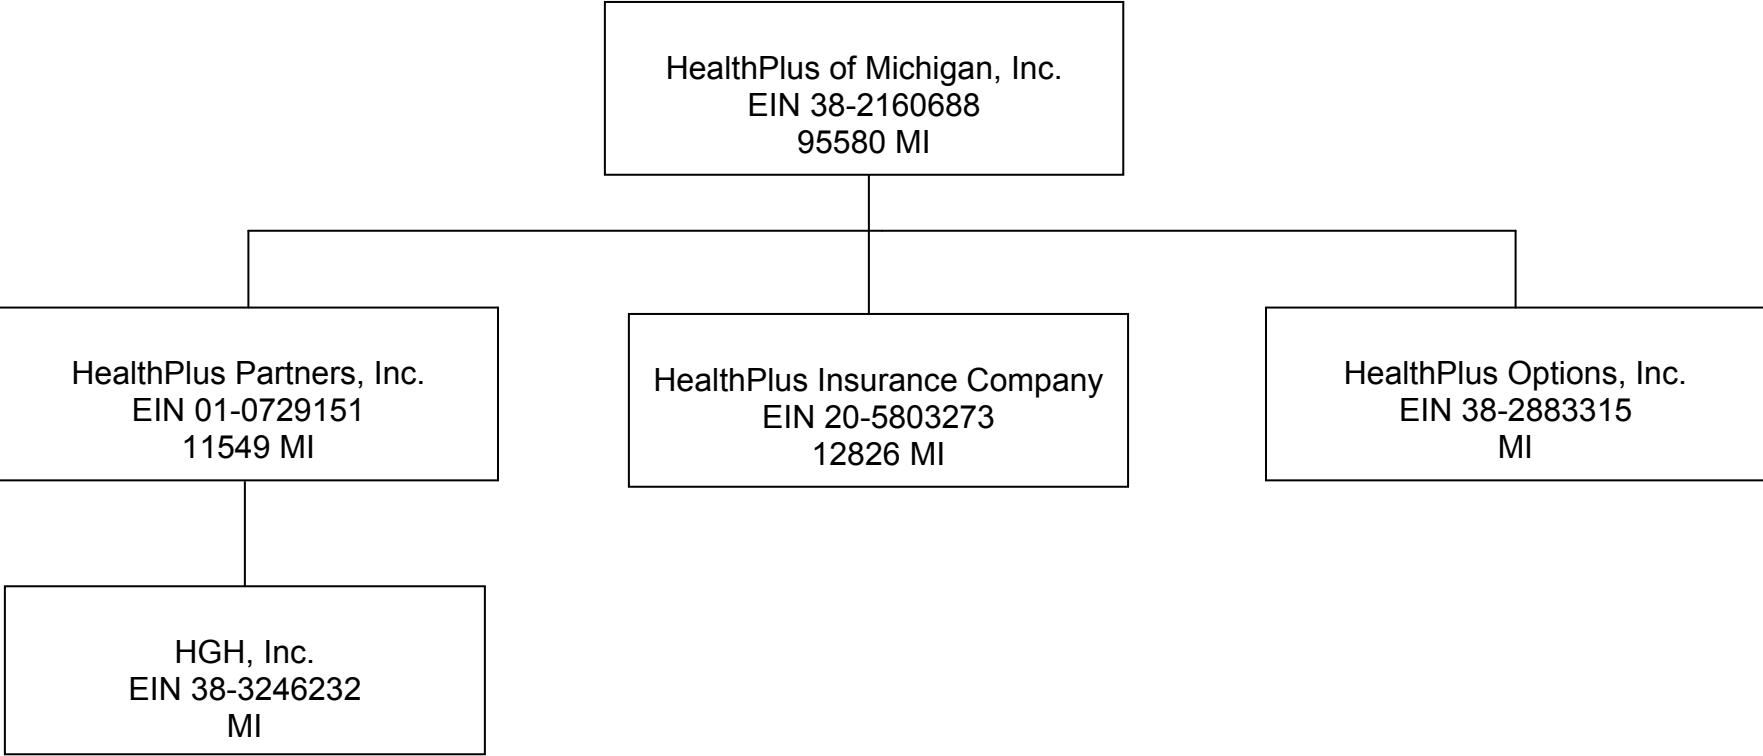 HealthPlus of Michigan, Inc.
EIN 38-2160688
95580 MI
HealthPlus Partners, Inc.
EIN 01-0729151
11549 MI
HealthPlus Insurance Company
EIN 20-5803273
12826 MI
HealthPlus Options, Inc.
EIN 38-2883315
MI
HGH, Inc.
EIN 38-3246232
MI